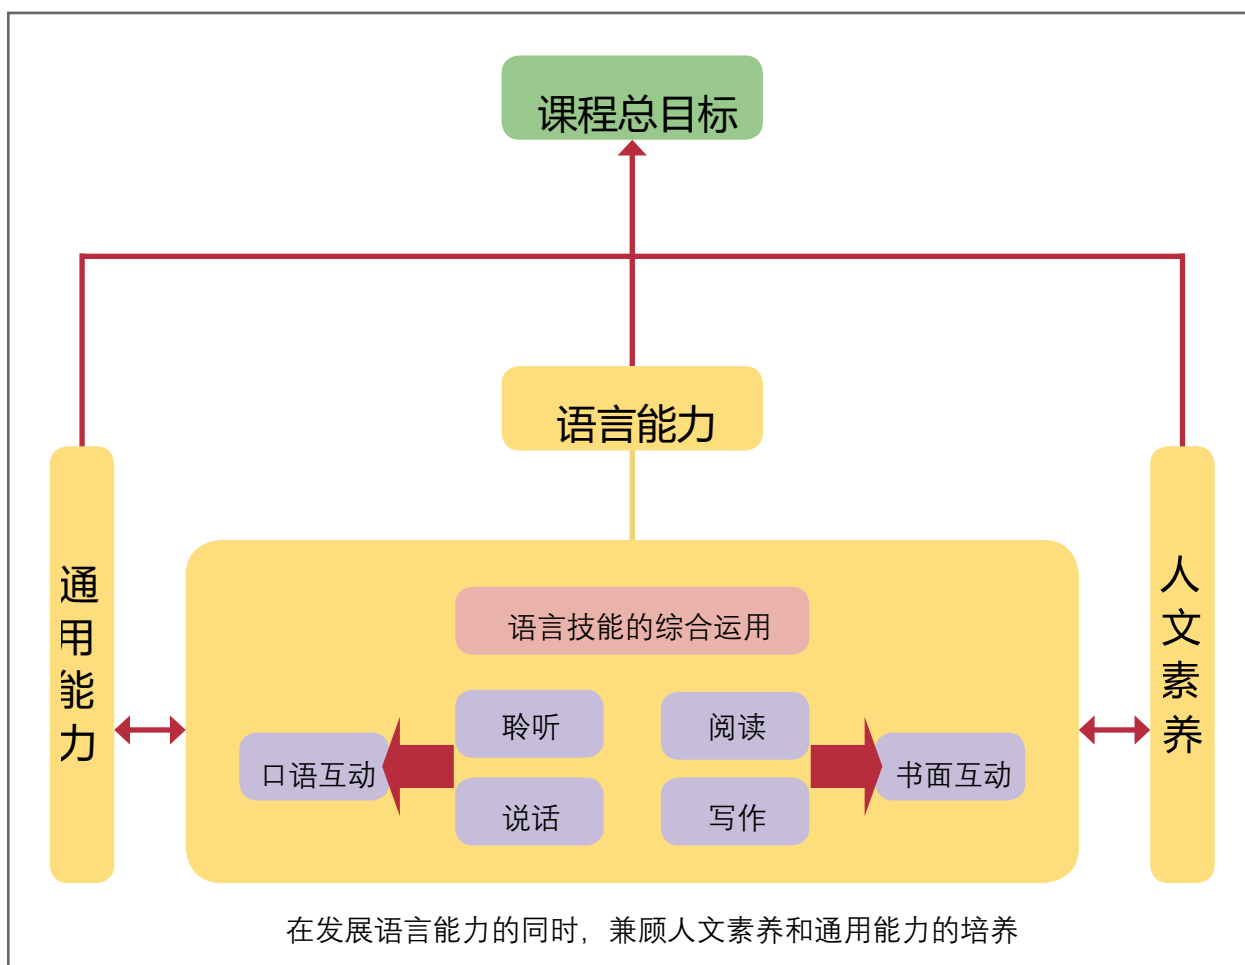 课程总目标
语言能力
通用能力
人文素养
语言技能的综合运用
聆听
阅读
口语互动
书面互动
说话
写作
在发展语言能力的同时，兼顾人文素养和通用能力的培养